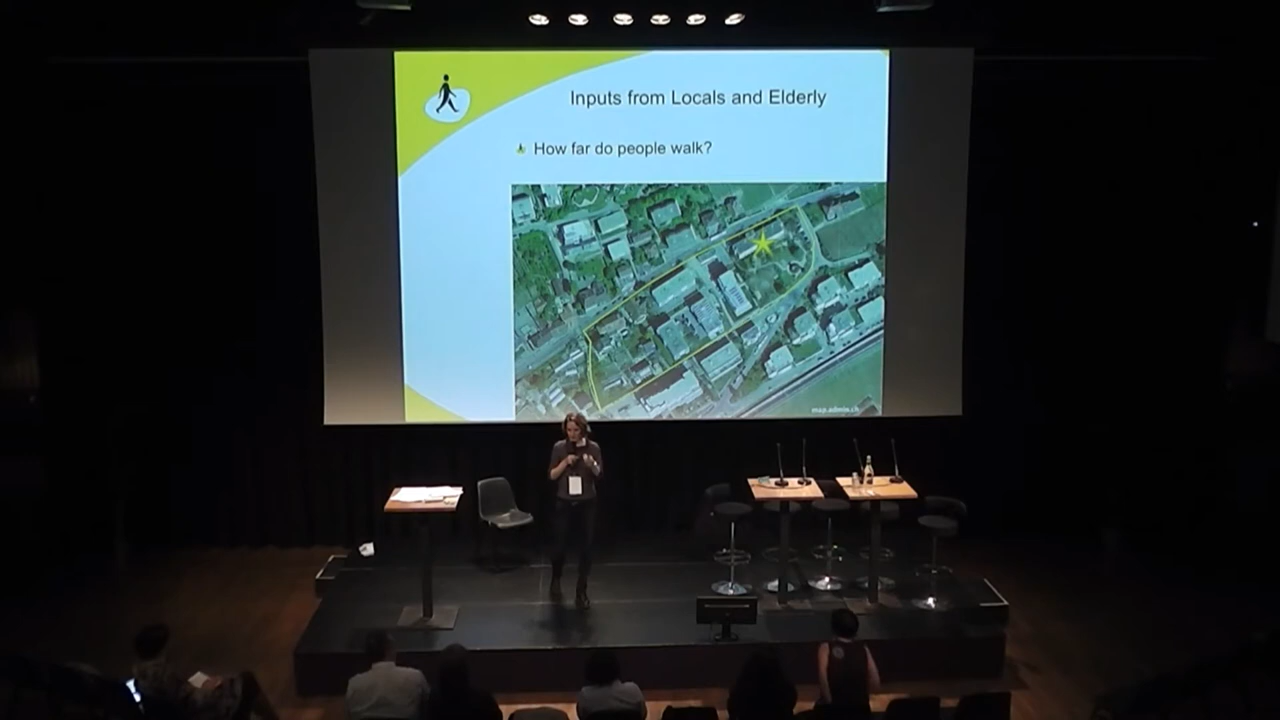 Inputs from Locals and Elderly
How far do people walk?
map.admin.ch